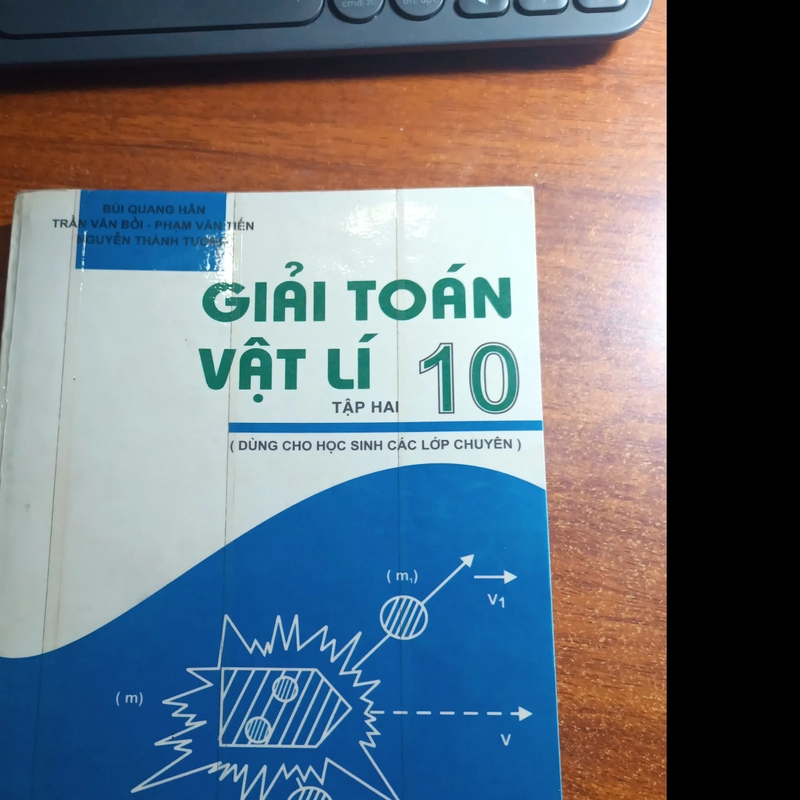 BÙI QUANG HÂN
TRẦN VĂN BỒI - PHẠM VĂN TIẾN
NGUYỄN THÀNH TƯƠNG
GIẢI TOÁN
VẬT LÍ 10
TẬP HAI
( DÙNG CHO HỌC SINH CÁC LỚP CHUYÊN )
( m₁)
V₁
( m)
V